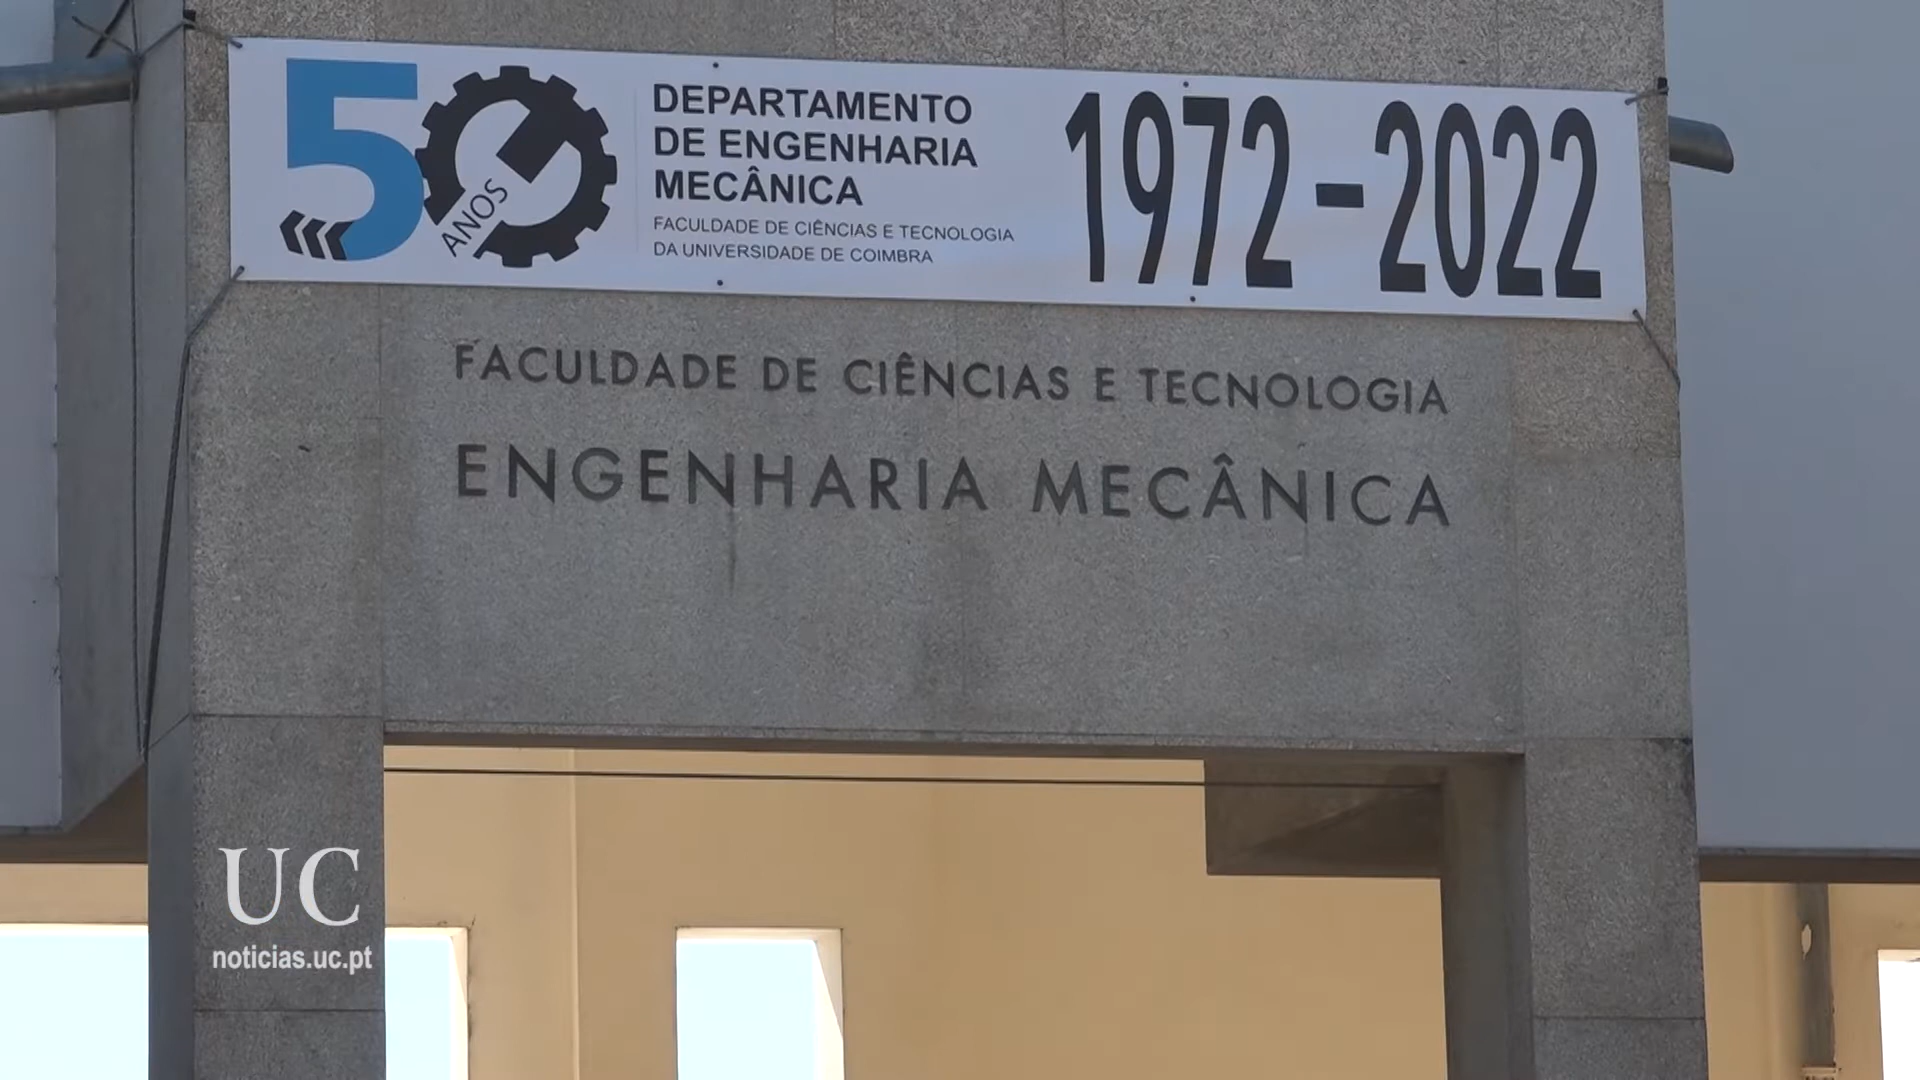 50
ANOS
DEPARTAMENTO
DE ENGENHARIA
MECÂNICA
FACULDADE DE CIÊNCIAS E TECNOLOGIA
DA UNIVERSIDADE DE COIMBRA
1972-2022
FACULDADE DE CIÊNCIAS E TECNOLOGIA
ENGENHARIA MECÂNICA
UC
noticias.uc.pt